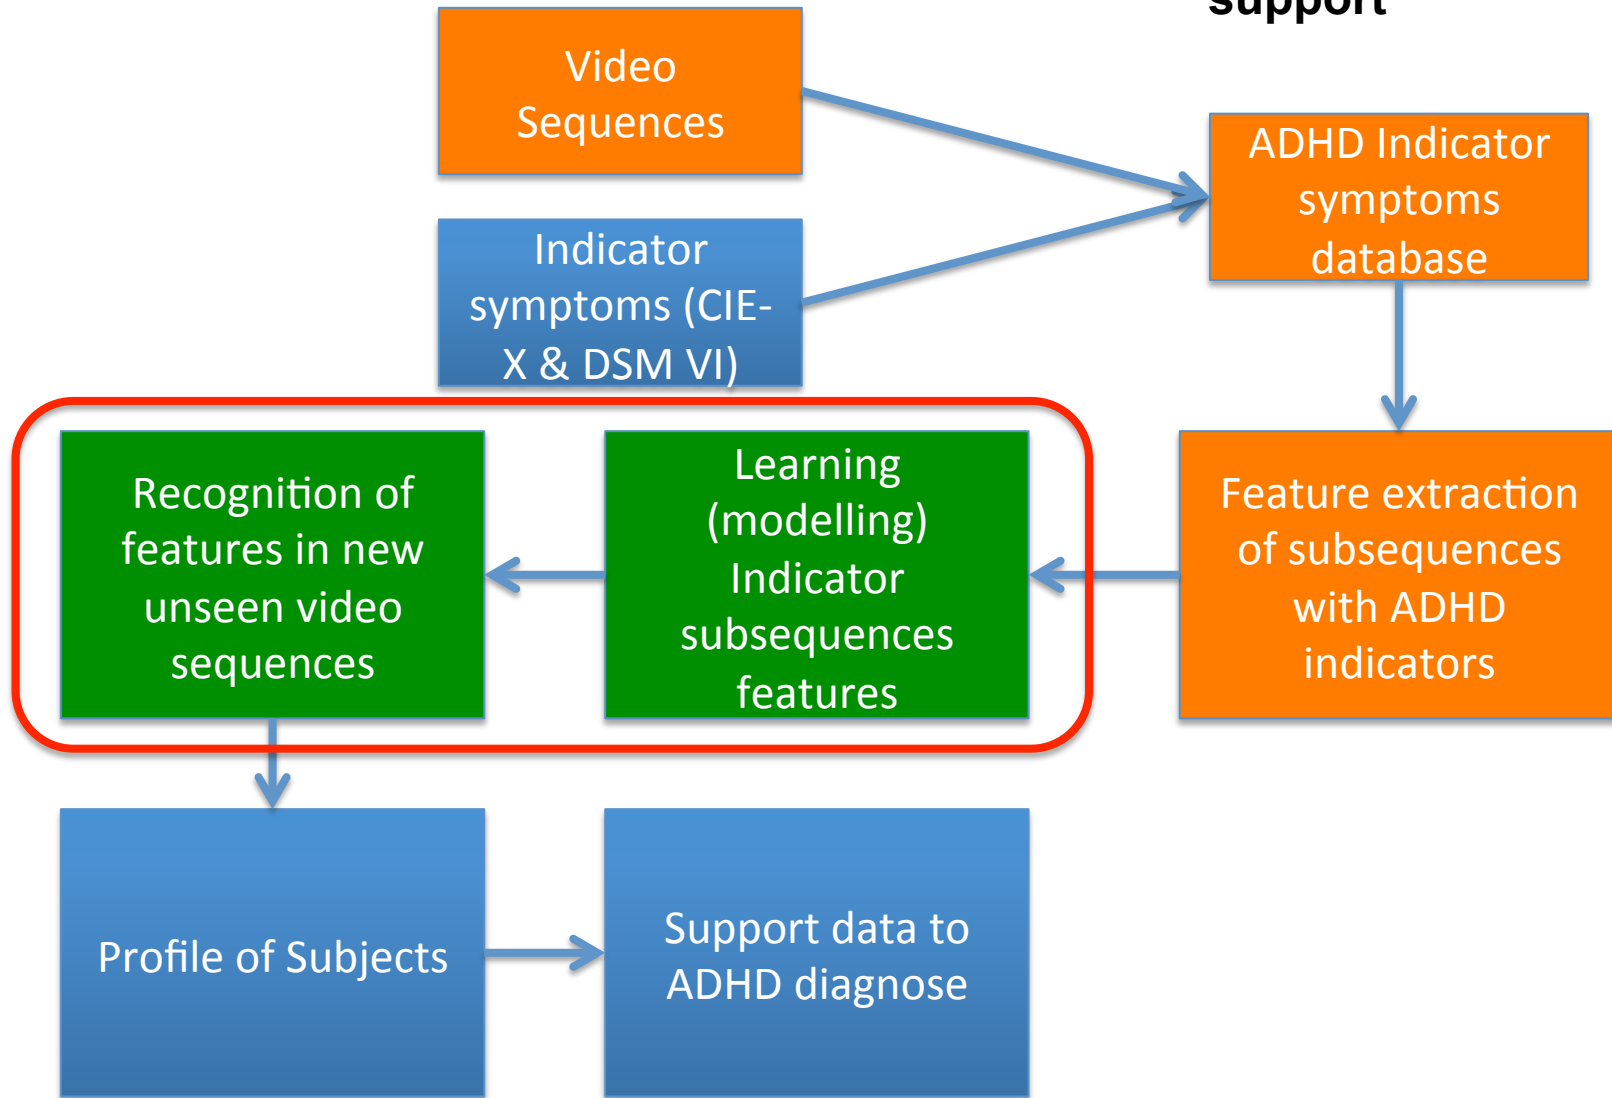 support
Video
Sequences
ADHD Indicator
symptoms
database
Indicator
symptoms (CIE-
X & DSM VI)
Recognition of
features in new
unseen video
sequences
Learning
(modelling)
Indicator
subsequences
features
Feature extraction
of subsequences
with ADHD
indicators
Profile of Subjects
Support data to
ADHD diagnose